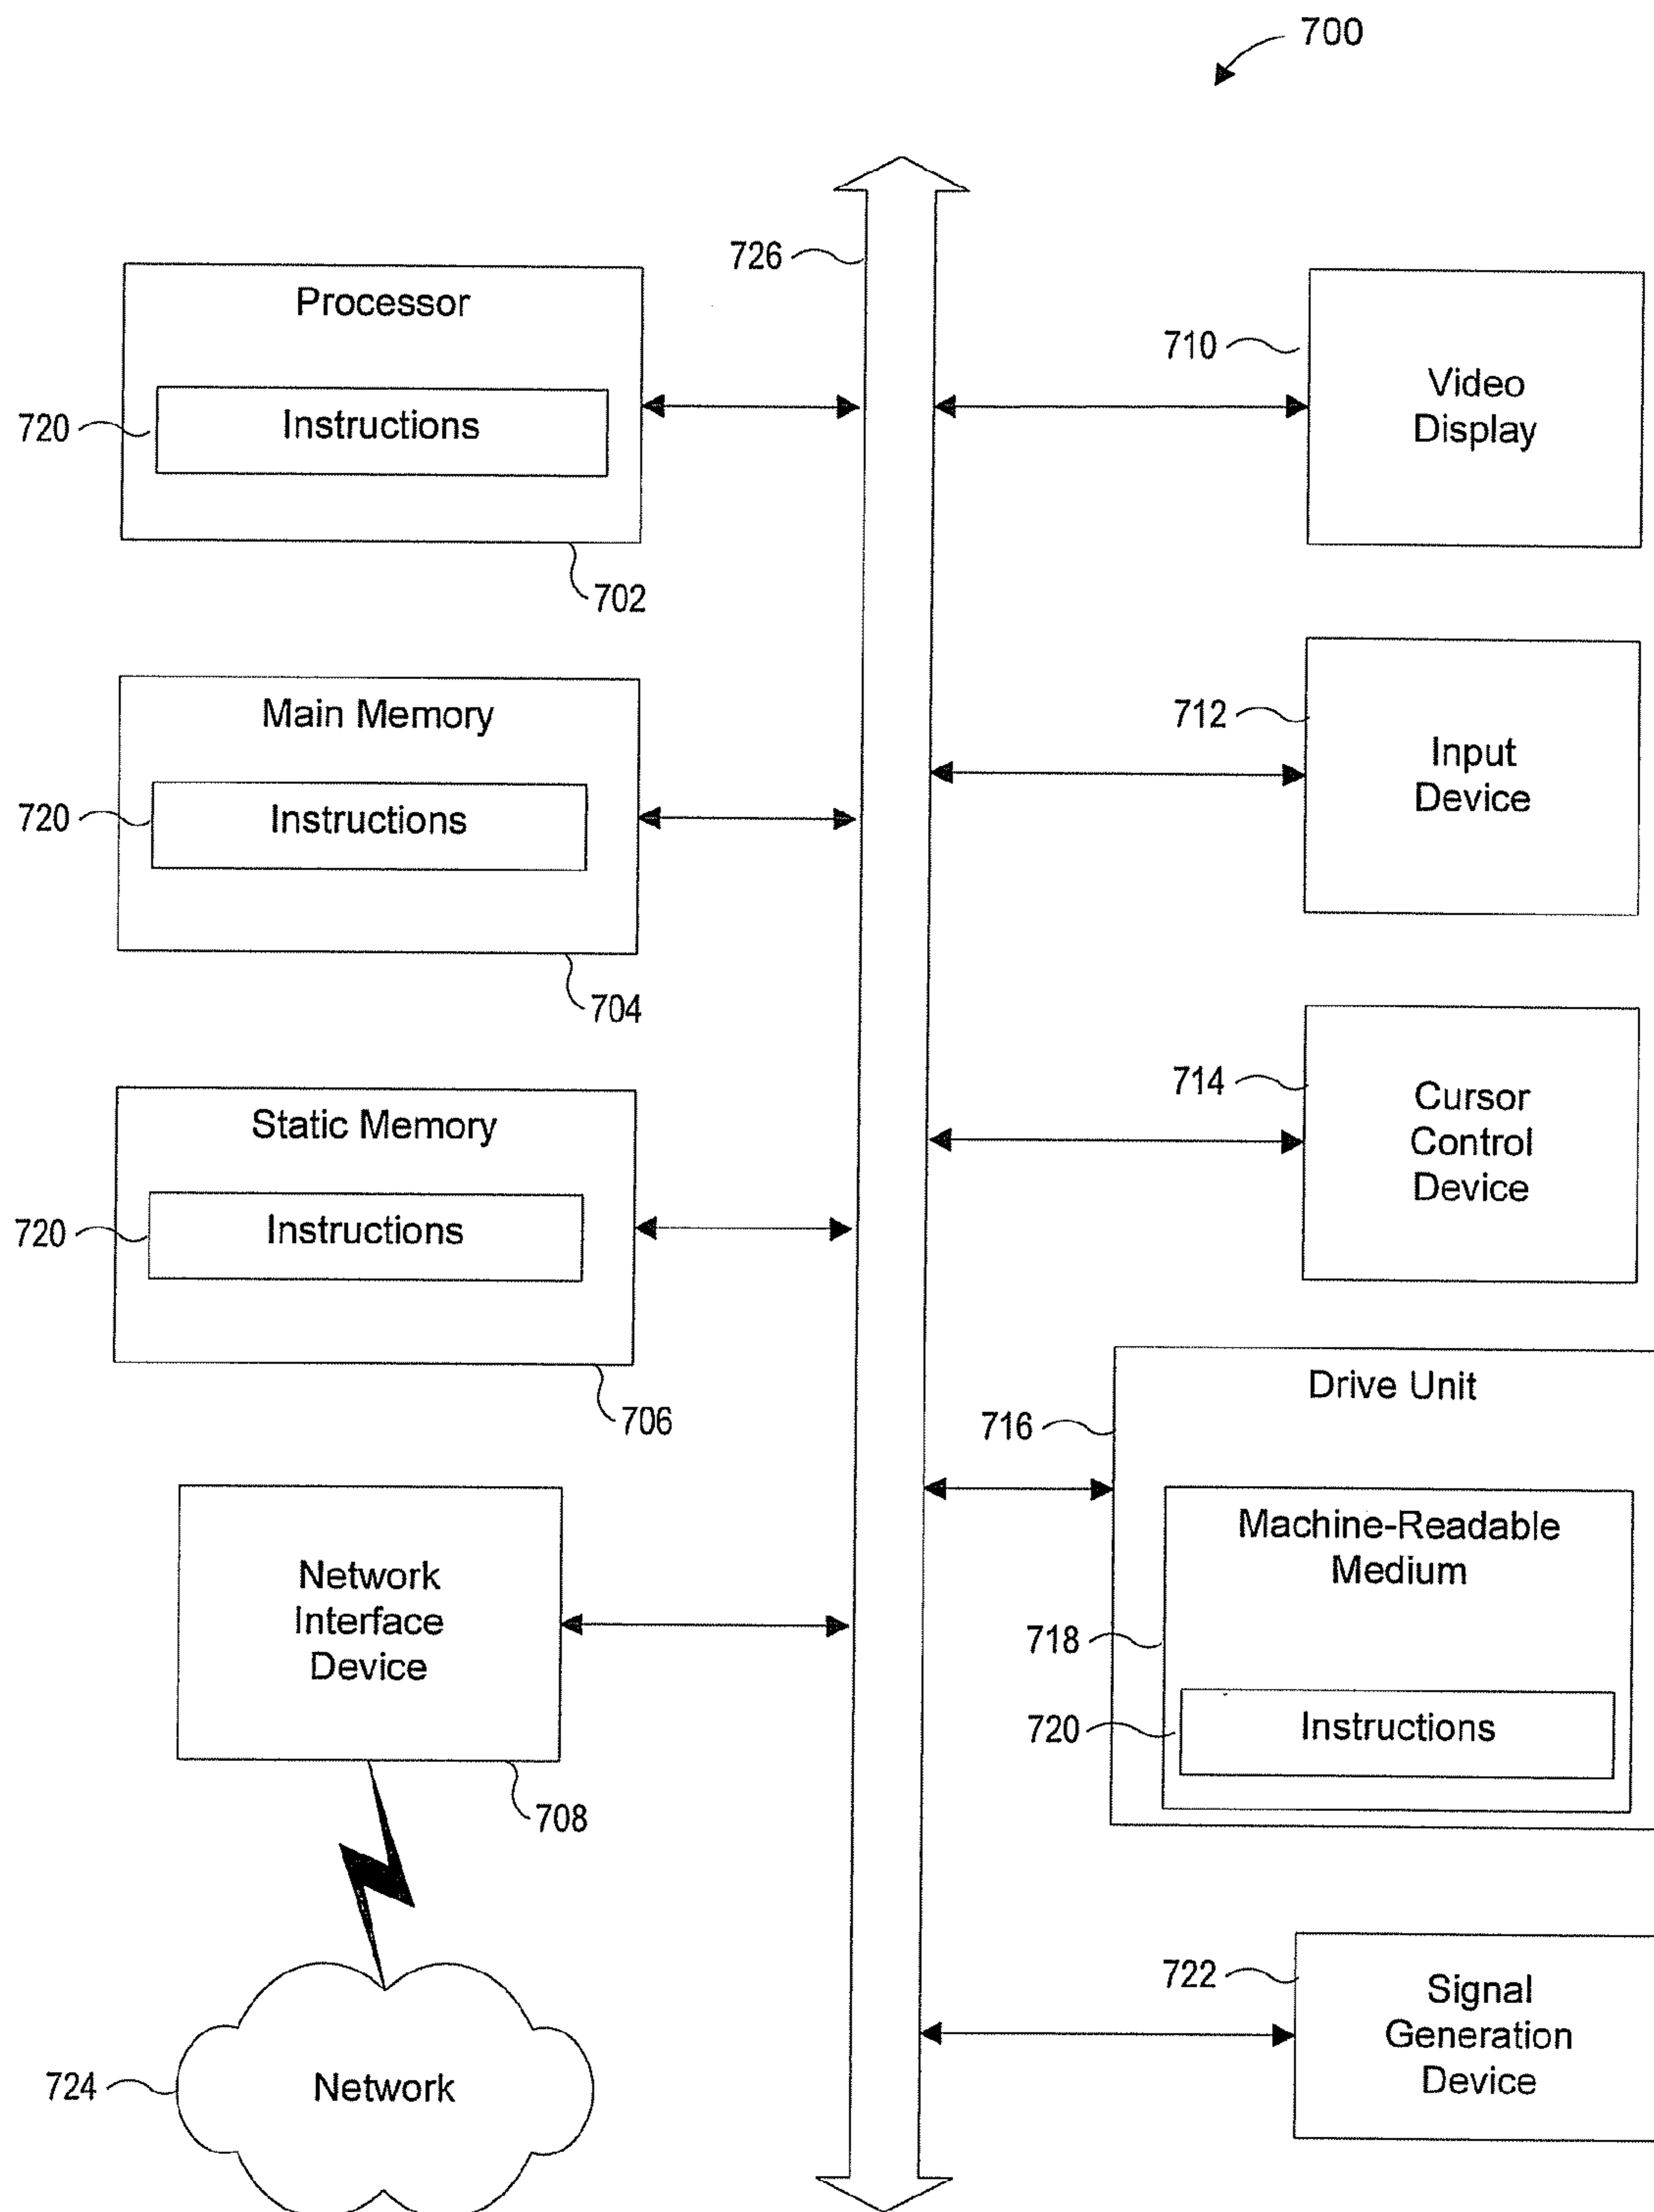 700
726
Processor
720
Instructions
702
Main Memory
720
Instructions
704
Static Memory
720
Instructions
706
Network
Interface
Device
708
724
Network
710
Video
Display
712
Input
Device
714
Cursor
Control
Device
Drive Unit
716
Machine-Readable
Medium
718
720
Instructions
722
Signal
Generation
Device